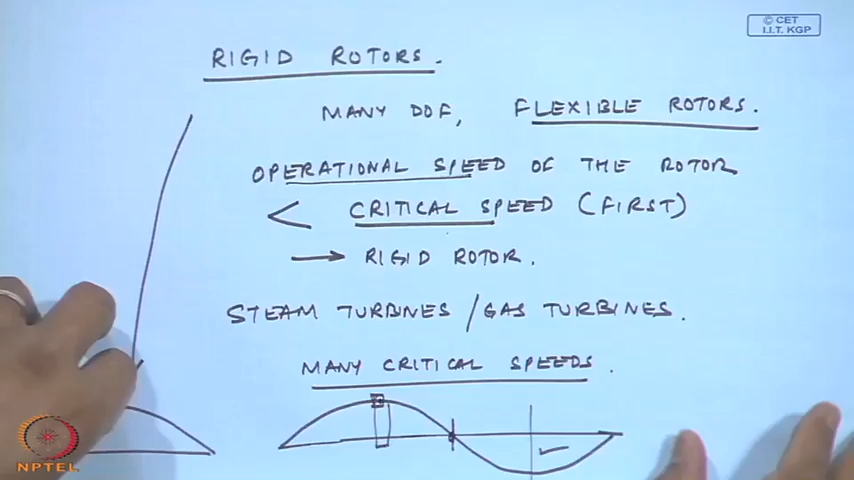 © CET
I.I.T. KGP
RIGID ROTORS.
MANY DOF, FLEXIBLE ROTORS.
OPERATIONAL SPEED OF THE ROTOR
< CRITICAL SPEED (FIRST)
→ RIGID ROTOR.
STEAM TURBINES / GAS TURBINES.
MANY CRITICAL SPEEDS.
NPTEL